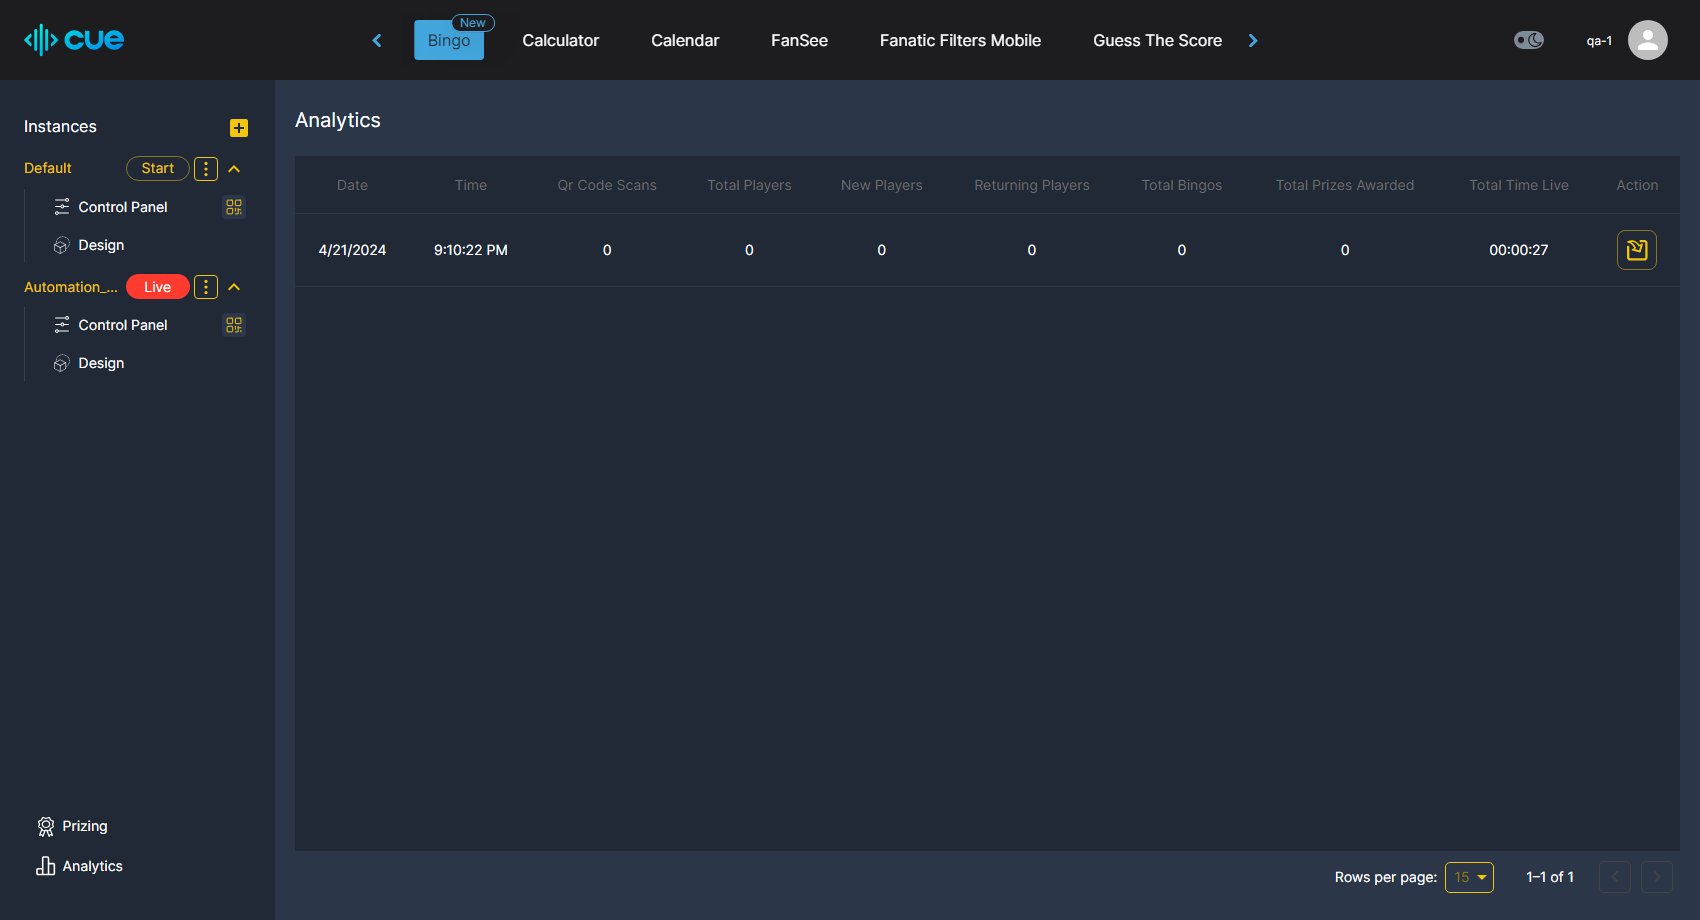 cue
New
Bingo
Calculator
Calendar
FanSee
Fanatic Filters Mobile
Guess The Score
qa-1
Instances
Default
Start
Control Panel
Design
Automation_...
Live
Control Panel
Design
Prizing
Analytics
Analytics
Date Time Qr Code Scans Total Players New Players Returning Players Total Bingos Total Prizes Awarded Total Time Live Action
4/21/2024 9:10:22 PM 0 0 0 0 0 0 00:00:27
Rows per page: 15 1–1 of 1